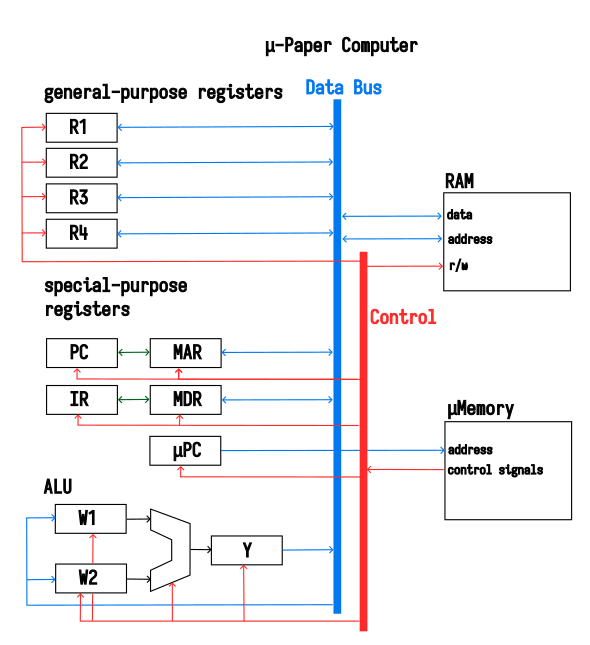 μ-Paper Computer
general-purpose registers
Data Bus
R1
R2
R3
R4
RAM
data
address
r/w
special-purpose
registers
Control
PC
MAR
IR
MDR
μPC
μMemory
address
control signals
ALU
W1
W2
Y